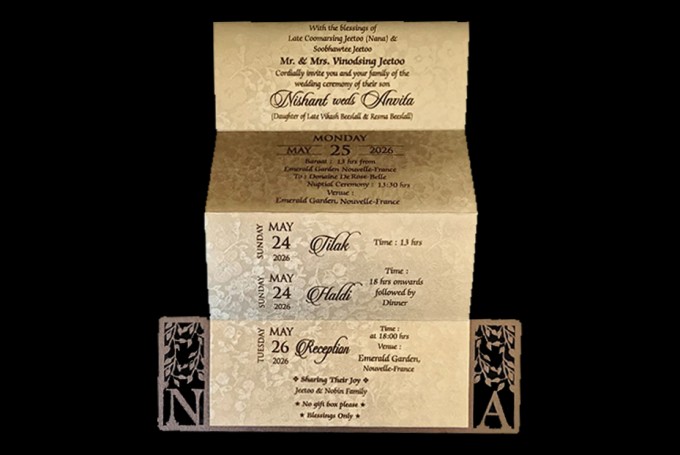 With the blessings of
Late Coomarsing Jeetoo (Nana) &
Soobhawtee Jeetoo
Mr. & Mrs. Vinodsing Jeetoo
Cordially invite you and your family of the
wedding ceremony of their son
Nishant weds Anvita
(Daughter of Late Vikash Beeslall & Resma Beeslall)
MONDAY
MAY 25 2026
Baraat : 13 hrs from
Emerald Garden Nouvelle-France
To : Domaine De Rose-Belle
Nuptial Ceremony : 13:30 hrs
Venue :
Emerald Garden, Nouvelle-France
SUNDAY
MAY
24
2026
Tilak
Time : 13 hrs
SUNDAY
MAY
24
2026
Haldi
Time :
18 hrs onwards
followed by
Dinner
TUESDAY
MAY
26
2026
Reception
Time :
at 18:00 hrs
Venue :
Emerald Garden,
Nouvelle-France
❖ Sharing Their Joy ❖
Jeetoo & Nobin Family
★ No gift box please ★
★ Blessings Only ★
N
A